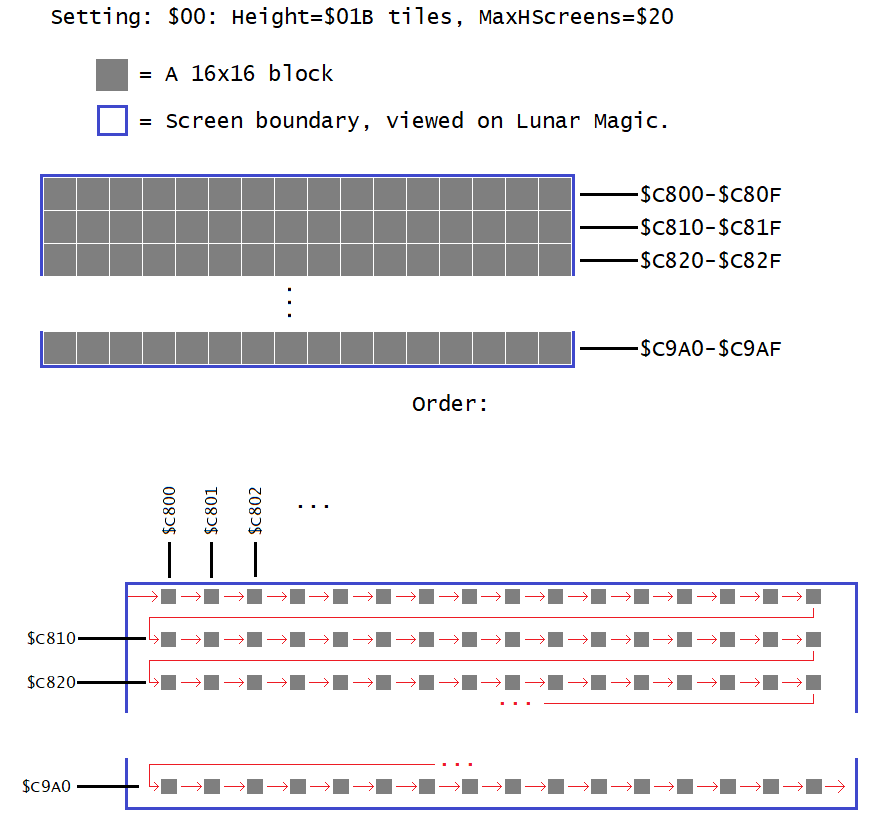 Setting: $00: Height=$01B tiles, MaxHScreens=$20
= A 16x16 block
= Screen boundary, viewed on Lunar Magic.
$C800-$C80F
$C810-$C81F
$C820-$C82F
⋮
$C9A0-$C9AF
Order:
$C800
$C801
$C802
...
$C810
$C820
...
...
$C9A0